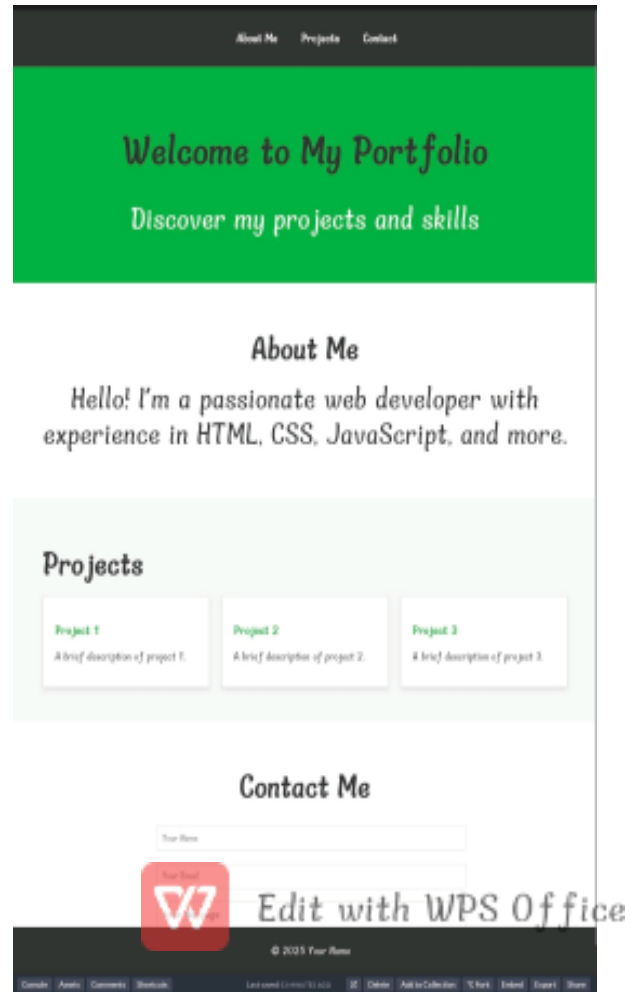 About Me Projects Contact
Welcome to My Portfolio
Discover my projects and skills
About Me
Hello! I'm a passionate web developer with
experience in HTML, CSS, JavaScript, and more.
Projects
Project 1 Project 2 Project 3
A brief description of project 1. A brief description of project 2. A brief description of project 3.
Contact Me
Your Name
Your Email
Edit with WPS Office
© 2025 Your Name
Console Assets Comments Shortcuts Last saved Delete Add to Collection Fork Embed Export Share